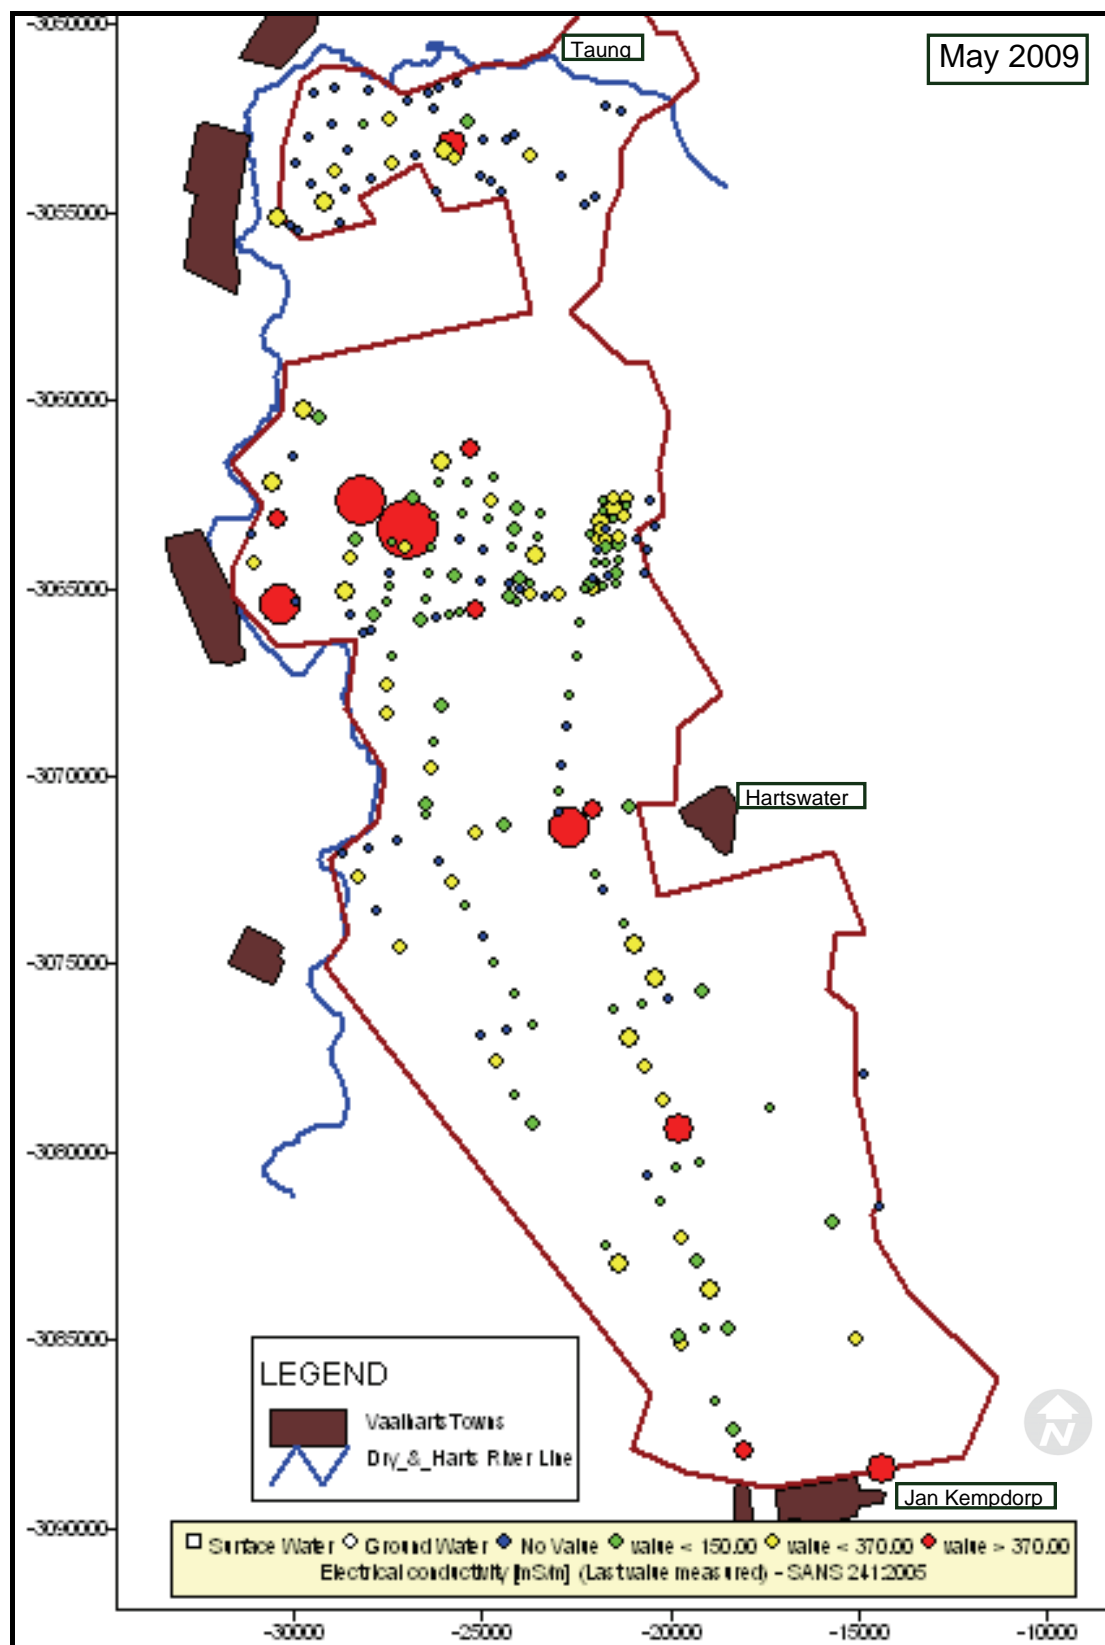 -3050000
Taung
May 2009
-3055000
-3060000
-3065000
-3070000
Hartswater
-3075000
-3080000
-3085000
LEGEND
Vaalharts Towns
Dry_&_Harts River Line
N
Jan Kempdorp
-3090000
Surface Water Ground Water No Value value < 150.00 value < 370.00 value > 370.00
Electrical conductivity [mS/m] (Last value measured) - SANS 241:2005
-30000 -25000 -20000 -15000 -10000